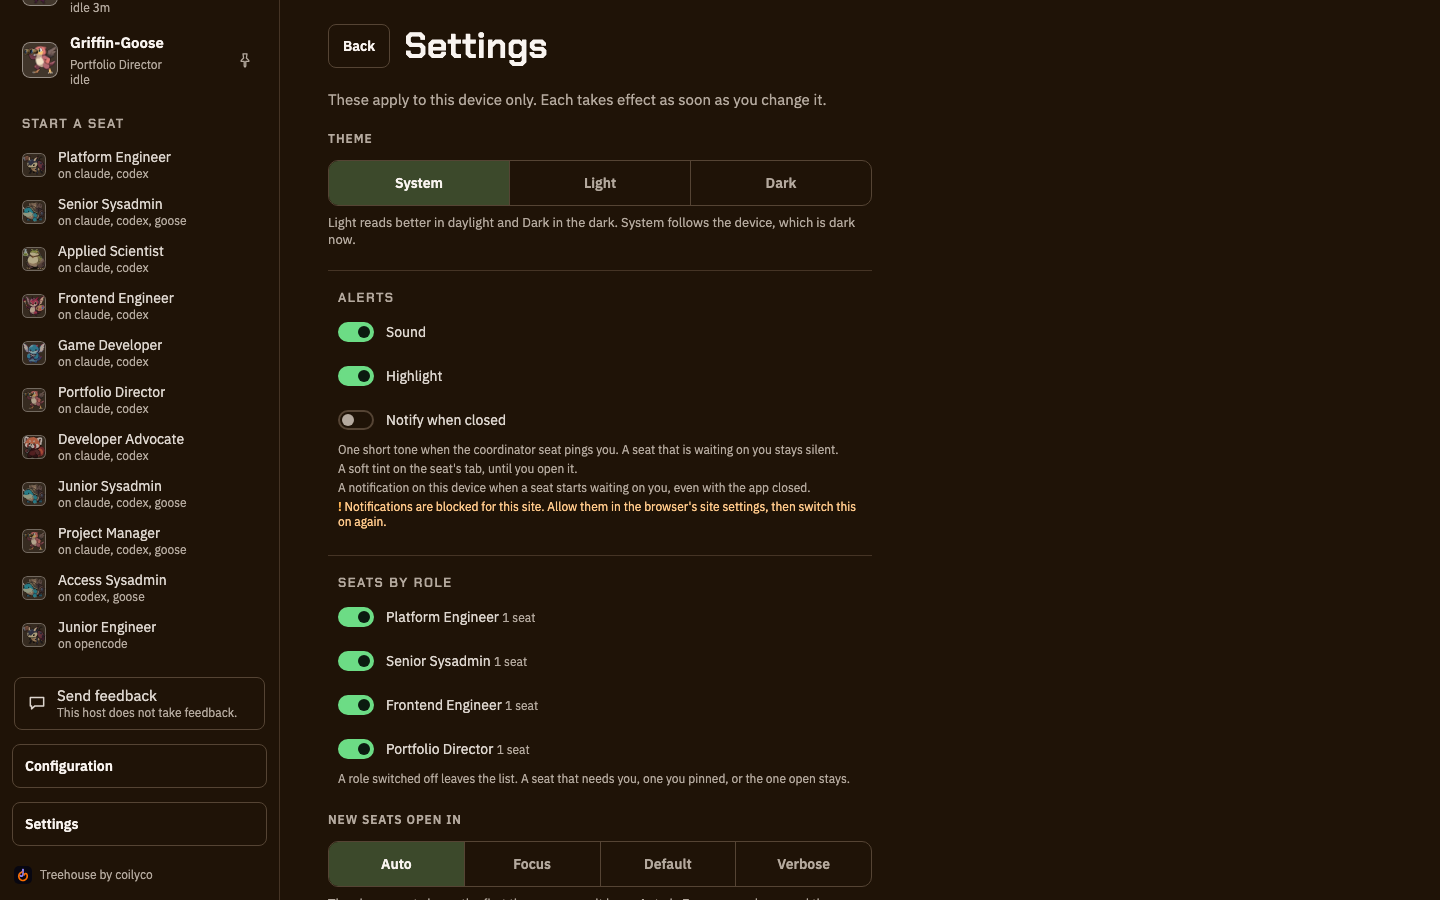 idle 3m
Griffin-Goose
Portfolio Director
idle
START A SEAT
Platform Engineer
on claude, codex
Senior Sysadmin
on claude, codex, goose
Applied Scientist
on claude, codex
Frontend Engineer
on claude, codex
Game Developer
on claude, codex
Portfolio Director
on claude, codex
Developer Advocate
on claude, codex
Junior Sysadmin
on claude, codex, goose
Project Manager
on claude, codex, goose
Access Sysadmin
on codex, goose
Junior Engineer
on opencode
Send feedback
This host does not take feedback.
Configuration
Settings
Treehouse by coilyco
Back
Settings
These apply to this device only. Each takes effect as soon as you change it.
THEME
System
Light
Dark
Light reads better in daylight and Dark in the dark. System follows the device, which is dark
now.
ALERTS
Sound
Highlight
Notify when closed
One short tone when the coordinator seat pings you. A seat that is waiting on you stays silent.
A soft tint on the seat's tab, until you open it.
A notification on this device when a seat starts waiting on you, even with the app closed.
! Notifications are blocked for this site. Allow them in the browser's site settings, then switch this
on again.
SEATS BY ROLE
Platform Engineer 1 seat
Senior Sysadmin 1 seat
Frontend Engineer 1 seat
Portfolio Director 1 seat
A role switched off leaves the list. A seat that needs you, one you pinned, or the one open stays.
NEW SEATS OPEN IN
Auto
Focus
Default
Verbose